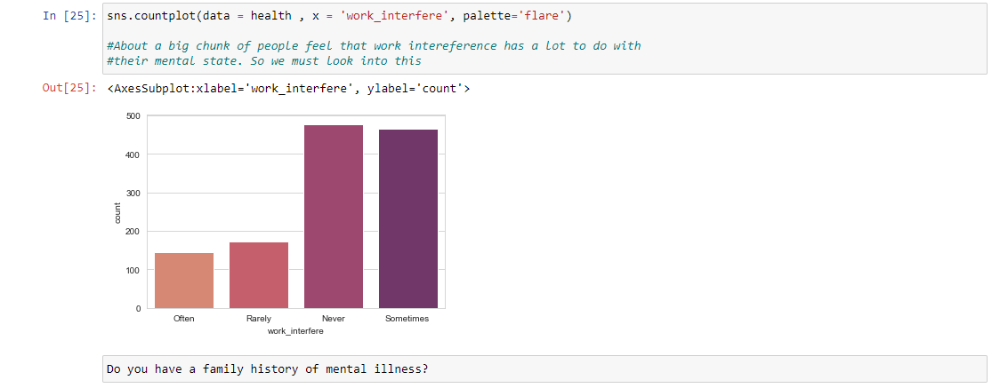 In [25]: sns.countplot(data = health , x = 'work_interfere', palette='flare')
#About a big chunk of people feel that work intereference has a lot to do with
#their mental state. So we must look into this
Out[25]: <AxesSubplot:xlabel='work_interfere', ylabel='count'>
500
400
300
200
100
0
count
Often Rarely Never Sometimes
work_interfere
Do you have a family history of mental illness?